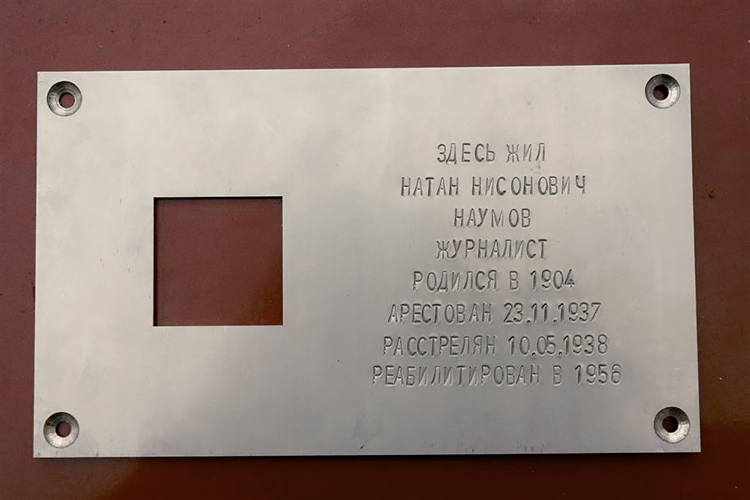 ЗДЕСЬ ЖИЛ
НАТАН НИСОНОВИЧ
НАУМОВ
ЖУРНАЛИСТ
РОДИЛСЯ В 1904
АРЕСТОВАН 23.11.1937
РАССТРЕЛЯН 10.05.1938
РЕАБИЛИТИРОВАН В 1956